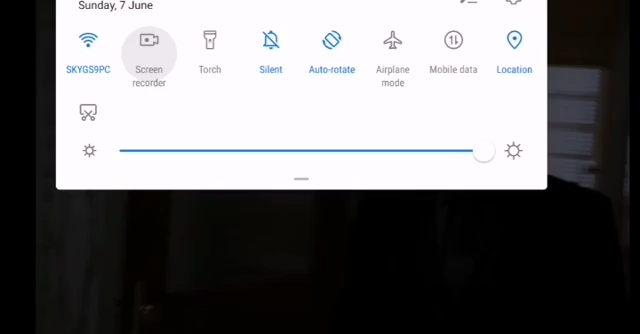 Sunday, 7 June
SKYGS9PC
Screen
recorder
Torch
Silent
Auto-rotate
Airplane
mode
Mobile data
Location